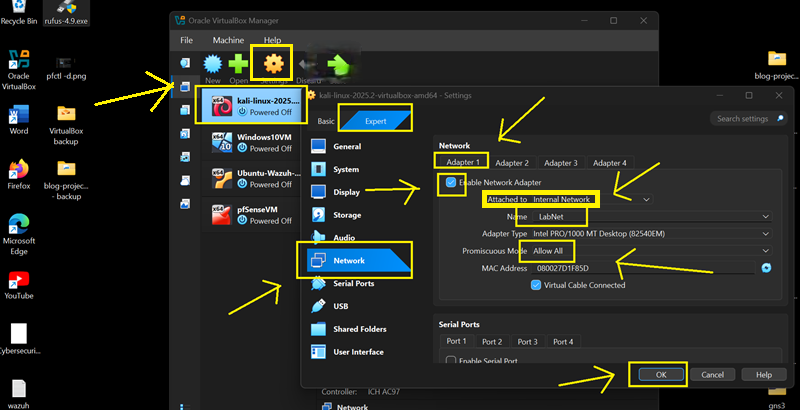 Recycle Bin
rufus-4.9.exe
Oracle VirtualBox
pfctl -d.png
Word
VirtualBox backup
Firefox
blog-projec... - backup
Microsoft Edge
YouTube
Cybersecuri...
wazuh
Oracle VirtualBox Manager
File Machine Help
New Open Discard
x64 kali-linux-2025....
Powered Off
x64 Windows10VM
10
Powered Off
x64 Ubuntu-Wazuh-...
Powered Off
x64 pfSenseVM
Powered Off
Controller: ICH AC97
Network
kali-linux-2025.2-virtualbox-amd64 - Settings
Basic Expert
Search settings
General
System
Display
Storage
Audio
Network
Serial Ports
USB
Shared Folders
User Interface
Network
Adapter 1 Adapter 2 Adapter 3 Adapter 4
Enable Network Adapter
Attached to Internal Network
Name LabNet
Adapter Type Intel PRO/1000 MT Desktop (82540EM)
Promiscuous Mode Allow All
MAC Address 080027D1F85D
Virtual Cable Connected
Serial Ports
Port 1 Port 2 Port 3 Port 4
Enable Serial Port
OK Cancel Help
blog-projec...
gns3